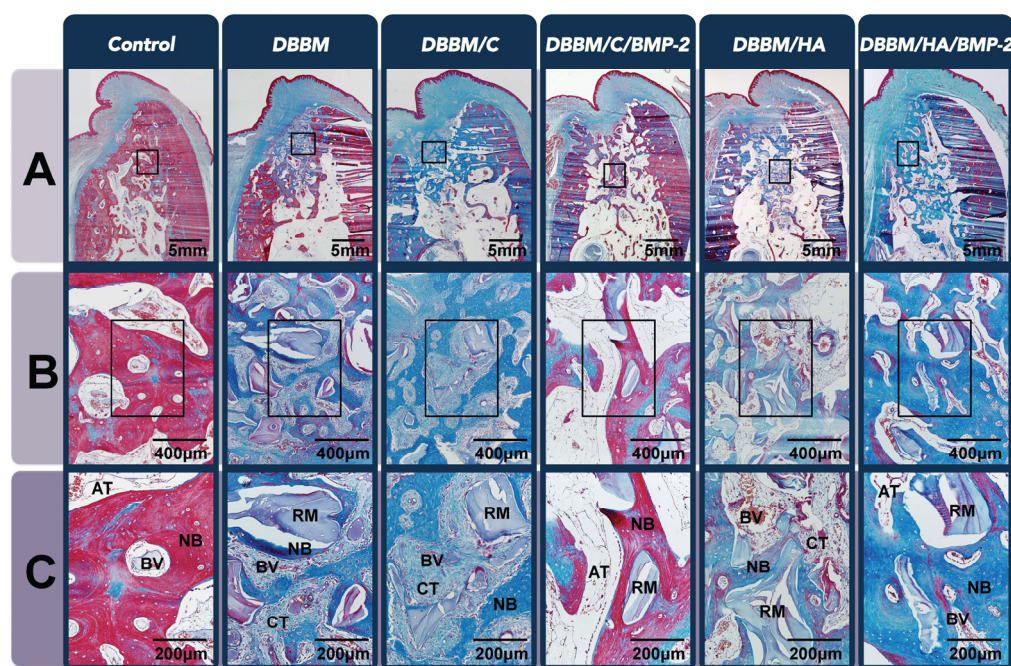 Control DBBM DBBM/C DBBM/C/BMP-2 DBBM/HA DBBM/HA/BMP-2
A
5mm 5mm 5mm 5mm 5mm 5mm
B
400µm 400µm 400µm 400µm 400µm 400µm
C
AT NB BV 200µm
RM NB BV CT 200µm
RM BV CT NB 200µm
NB AT RM 200µm
BV CT NB RM 200µm
AT RM NB BV 200µm